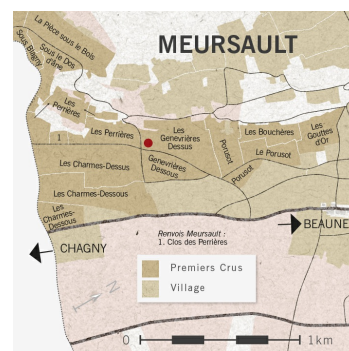 La Pièce sous le Bois
Sous Blagny
Sous le Dos
d'âne
MEURSAULT
Les
Perrières
1
Les Perrières
Les
Genevrières
Dessus
Les Bouchères
Les
Gouttes
d'Or
Porusot
Le Porusot
Les Charmes-Dessus
Genevrières
Dessous
Porusot
Les Charmes-Dessous
Les
Charmes-
Dessous
BEAUNE
Renvois Meursault :
1. Clos des Perrières
CHAGNY
Premiers Crus
Village
N
0
1km